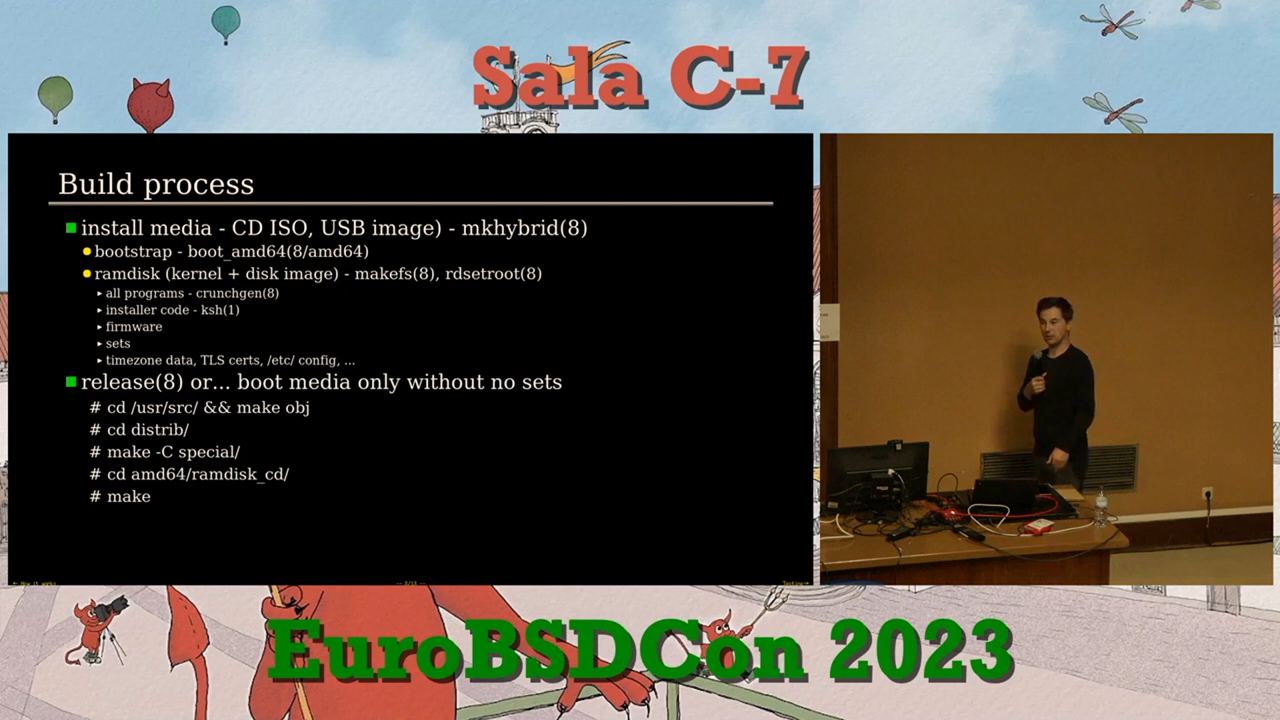 Sala C-7
Build process
install media - CD ISO, USB image) - mkhybrid(8)
bootstrap - boot_amd64(8/amd64)
ramdisk (kernel + disk image) - makefs(8), rdsetroot(8)
all programs - crunchgen(8)
installer code - ksh(1)
firmware
sets
timezone data, TLS certs, /etc/ config, ...
release(8) or... boot media only without no sets
# cd /usr/src/ && make obj
# cd distrib/
# make -C special/
# cd amd64/ramdisk_cd/
# make
EuroBSDCon 2023